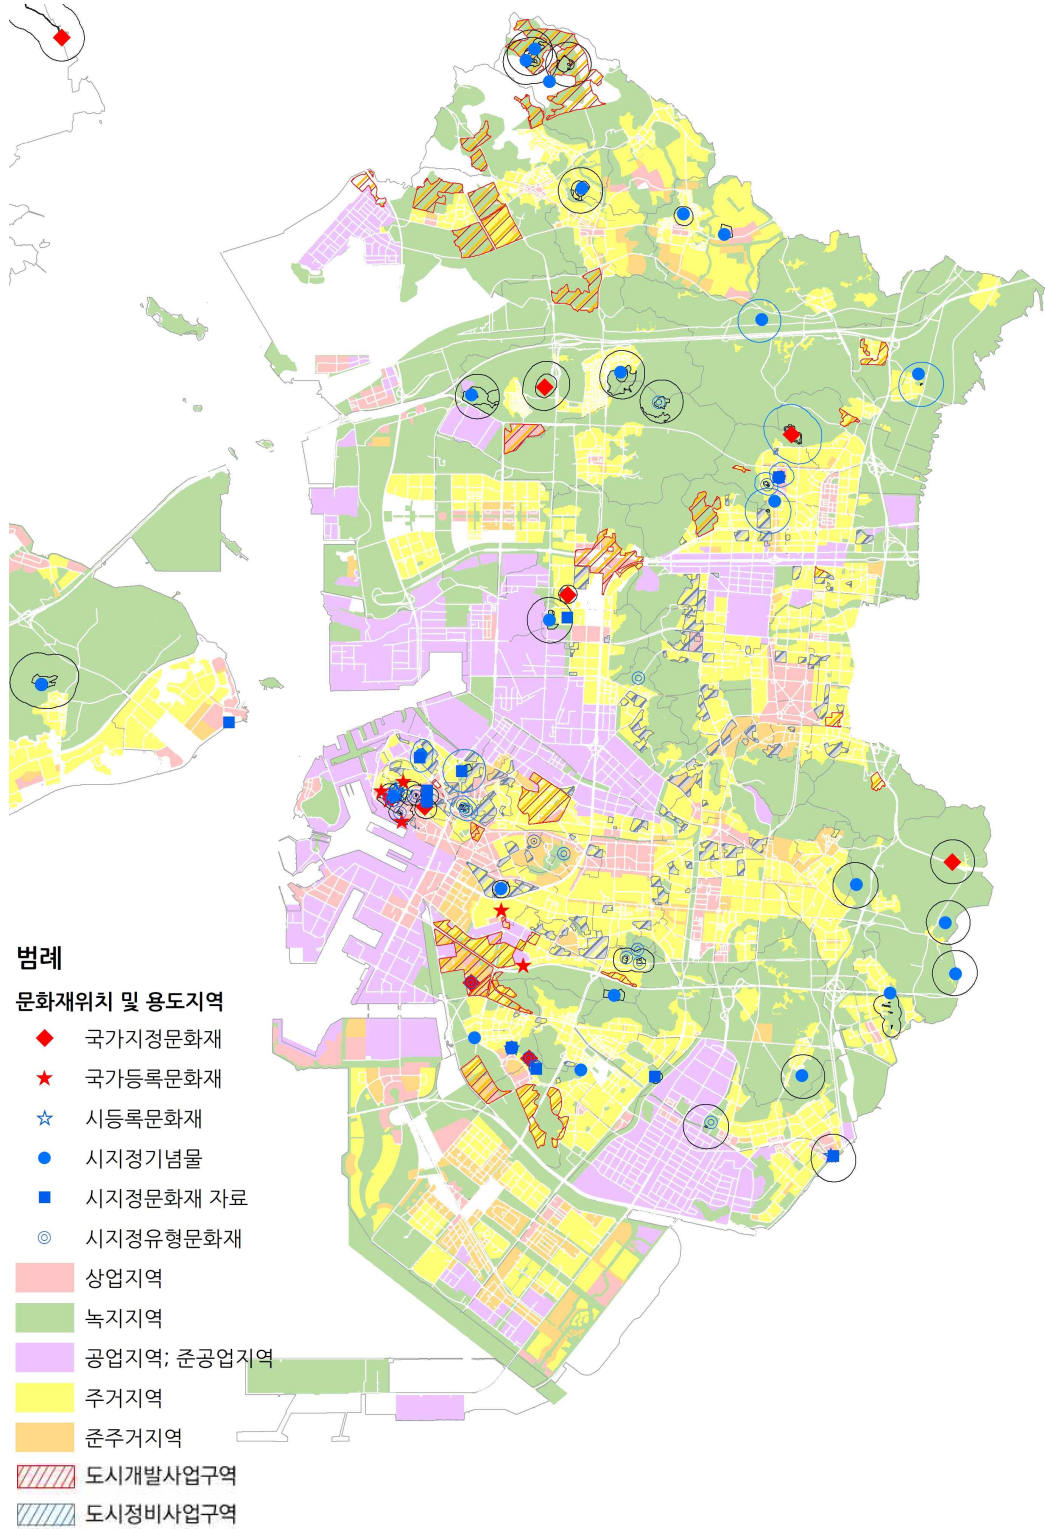 범례
문화재위치 및 용도지역
국가지정문화재
국가등록문화재
시등록문화재
시지정기념물
시지정문화재 자료
시지정유형문화재
상업지역
녹지지역
공업지역; 준공업지역
주거지역
준주거지역
도시개발사업구역
도시정비사업구역